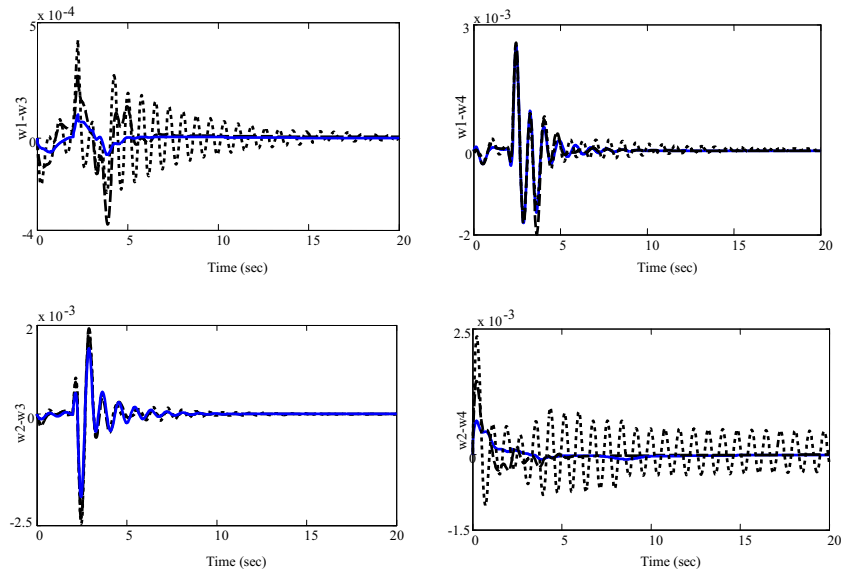 5 x 10 -4
w1-w3
0
-4
0 5 10 15 20
Time (sec)
3 x 10 -3
w1-w4
0
-2
0 5 10 15 20
Time (sec)
2 x 10 -3
w2-w3
0
-2.5
0 5 10 15 20
Time (sec)
2.5 x 10 -3
w2-w4
0
-1.5
0 5 10 15 20
Time (sec)